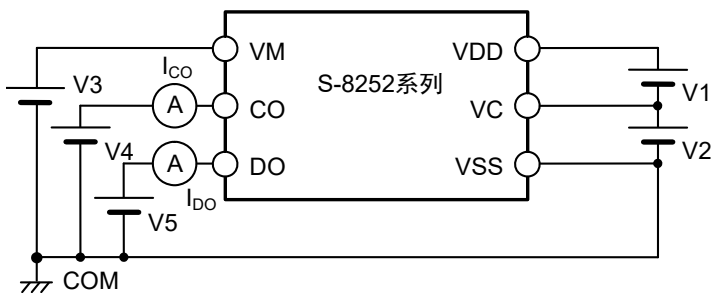 VM
VDD
I_CO
S-8252系列
V3
A
CO
VC
V1
V4
A
DO
VSS
V2
I_DO
V5
COM